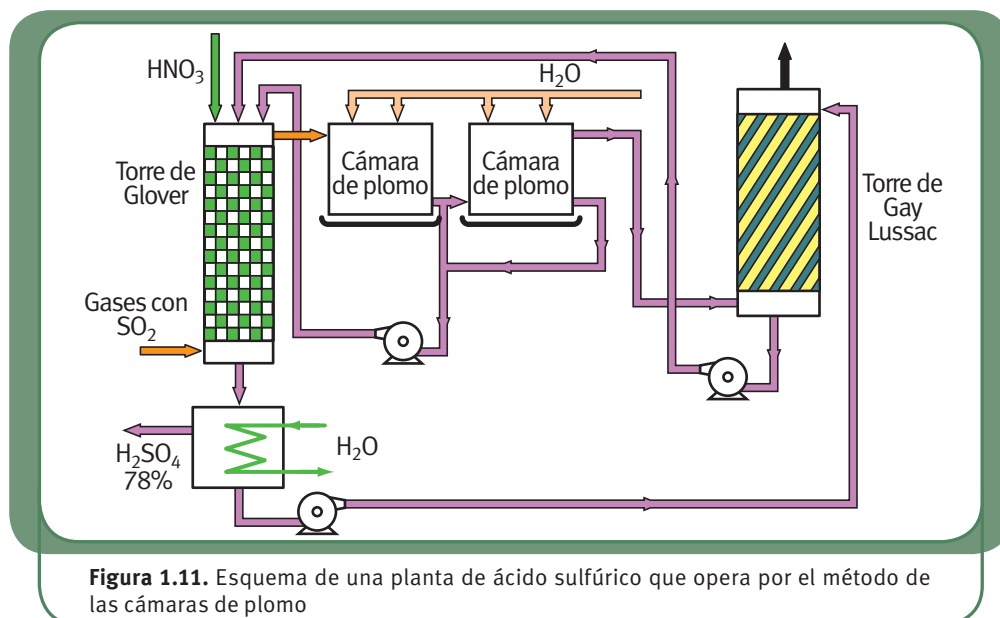 HNO₃
H₂O
Torre de
Glover
Cámara
de plomo
Cámara
de plomo
Torre de
Gay
Lussac
Gases con
SO₂
H₂SO₄
78%
H₂O
Figura 1.11. Esquema de una planta de ácido sulfúrico que opera por el método de
las cámaras de plomo